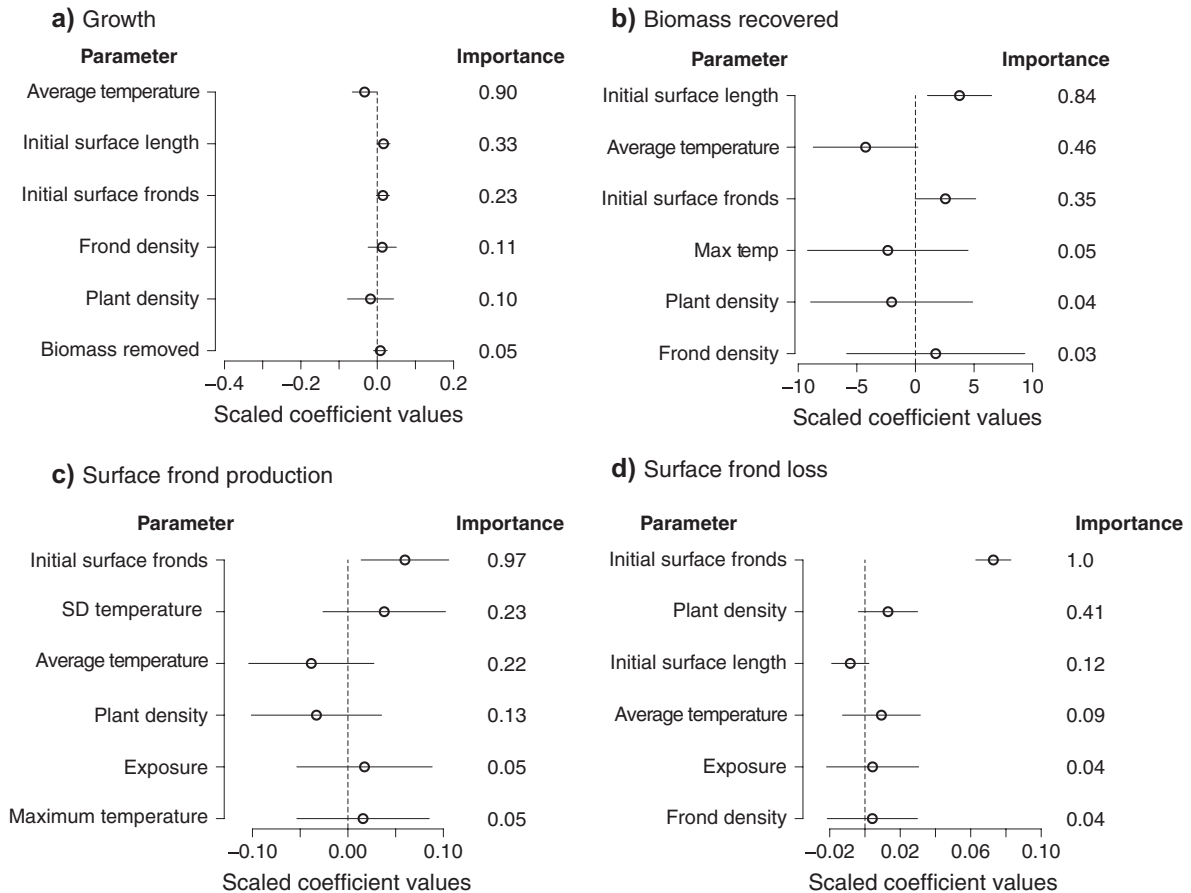 a) Growth
Parameter Importance
Average temperature 0.90
Initial surface length 0.33
Initial surface fronds 0.23
Frond density 0.11
Plant density 0.10
Biomass removed 0.05
−0.4 −0.2 0.0 0.2
Scaled coefficient values
b) Biomass recovered
Parameter Importance
Initial surface length 0.84
Average temperature 0.46
Initial surface fronds 0.35
Max temp 0.05
Plant density 0.04
Frond density 0.03
−10 −5 0 5 10
Scaled coefficient values
c) Surface frond production
Parameter Importance
Initial surface fronds 0.97
SD temperature 0.23
Average temperature 0.22
Plant density 0.13
Exposure 0.05
Maximum temperature 0.05
−0.10 0.00 0.10
Scaled coefficient values
d) Surface frond loss
Parameter Importance
Initial surface fronds 1.0
Plant density 0.41
Initial surface length 0.12
Average temperature 0.09
Exposure 0.04
Frond density 0.04
−0.02 0.02 0.06 0.10
Scaled coefficient values